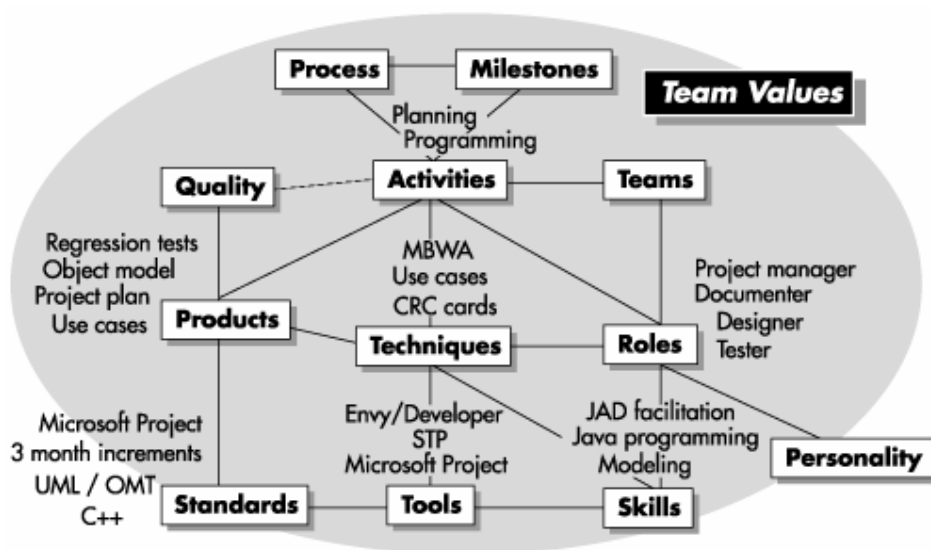 Process
Milestones
Team Values
Planning
Programming
Quality
Activities
Teams
Regression tests
Object model
Project plan
Use cases
MBWA
Use cases
CRC cards
Project manager
Documenter
Designer
Tester
Products
Techniques
Roles
Microsoft Project
3 month increments
UML / OMT
C++
Envy/Developer
STP
Microsoft Project
JAD facilitation
Java programming
Modeling
Personality
Standards
Tools
Skills